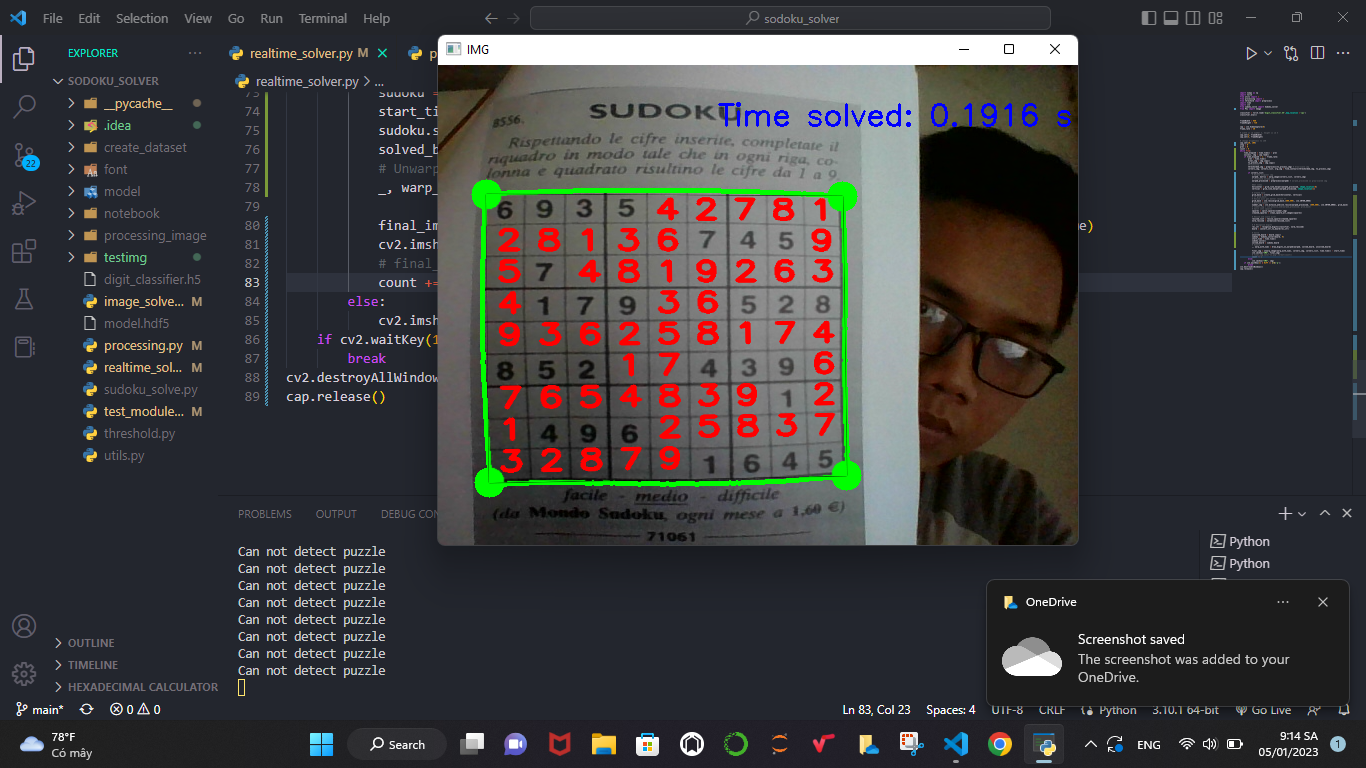 File Edit Selection View Go Run Terminal Help
sodoku_solver
EXPLORER
SODOKU_SOLVER
__pycache__
.idea
create_dataset
font
model
notebook
processing_image
testimg
digit_classifier.h5
image_solve... M
model.hdf5
processing.py M
realtime_sol... M
sudoku_solve.py
test_module... M
threshold.py
utils.py
OUTLINE
TIMELINE
HEXADECIMAL CALCULATOR
realtime_solver.py M
realtime_solver.py > ...
74 start_ti
75 sudoku.s
76 solved_b
77 # Unwarp
78 _, warp_
79
80 final_im
81 cv2.imsh
82 # final_
83 count +=
84 else:
85 cv2.imsh
86 if cv2.waitKey(1
87 break
88 cv2.destroyAllWindow
89 cap.release()
IMG
SUDOKU
Time solved: 0.1916 s
8556.
Rispettando le cifre inserite, completate il
riquadro in modo tale che in ogni riga, co-
lonna e quadrato risultino le cifre da 1 a 9.
6 9 3 5 4 2 7 8 1
2 8 1 3 6 7 4 5 9
5 7 4 8 1 9 2 6 3
4 1 7 9 3 6 5 2 8
9 3 6 2 5 8 1 7 4
8 5 2 1 7 4 3 9 6
7 6 5 4 8 3 9 1 2
1 4 9 6 2 5 8 3 7
3 2 8 7 9 1 6 4 5
facile - medio - difficile
(da Mondo Sudoku, ogni mese a 1,60 €)
71061
PROBLEMS OUTPUT DEBUG CON
Can not detect puzzle
Can not detect puzzle
Can not detect puzzle
Can not detect puzzle
Can not detect puzzle
Can not detect puzzle
Can not detect puzzle
Can not detect puzzle
Python
Python
OneDrive
Screenshot saved
The screenshot was added to your
OneDrive.
22
main* 0 0
Ln 83, Col 23 Spaces: 4 UTF-8 CRLF Python 3.10.1 64-bit Go Live
78°F
Có mây
Search
ENG
9:14 SA
05/01/2023
1